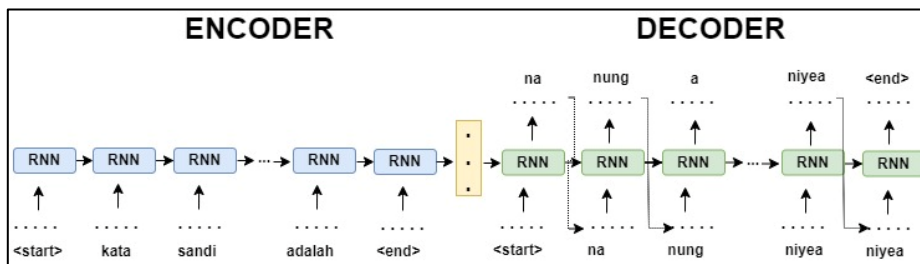 ENCODER DECODER
na nung a niyea <end>
RNN RNN RNN ... RNN RNN RNN RNN RNN ... RNN RNN
<start> kata sandi adalah <end> <start> na nung niyea niyea